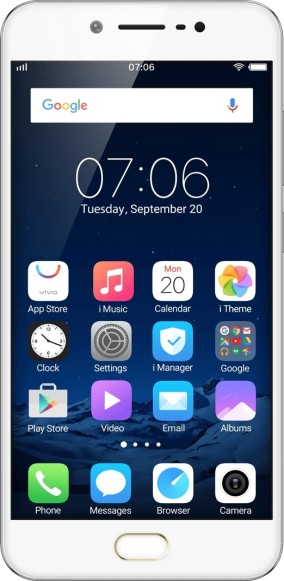 07:06
Google
07:06
Tuesday, September 20
vivo
Mon
20
App Store
i Music
Calendar
i Theme
Clock
Settings
i Manager
Google
Play Store
Video
Email
Albums
Phone
Messages
Browser
Camera